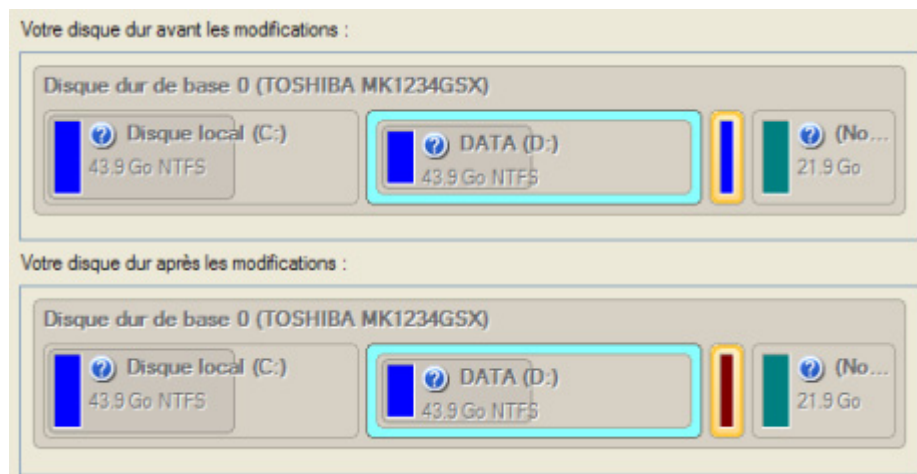 Votre disque dur avant les modifications :
Disque dur de base 0 (TOSHIBA MK1234GSX)
Disque local (C:)
43.9 Go NTFS
DATA (D:)
43.9 Go NTFS
(No...
21.9 Go
Votre disque dur après les modifications :
Disque dur de base 0 (TOSHIBA MK1234GSX)
Disque local (C:)
43.9 Go NTFS
DATA (D:)
43.9 Go NTFS
(No...
21.9 Go